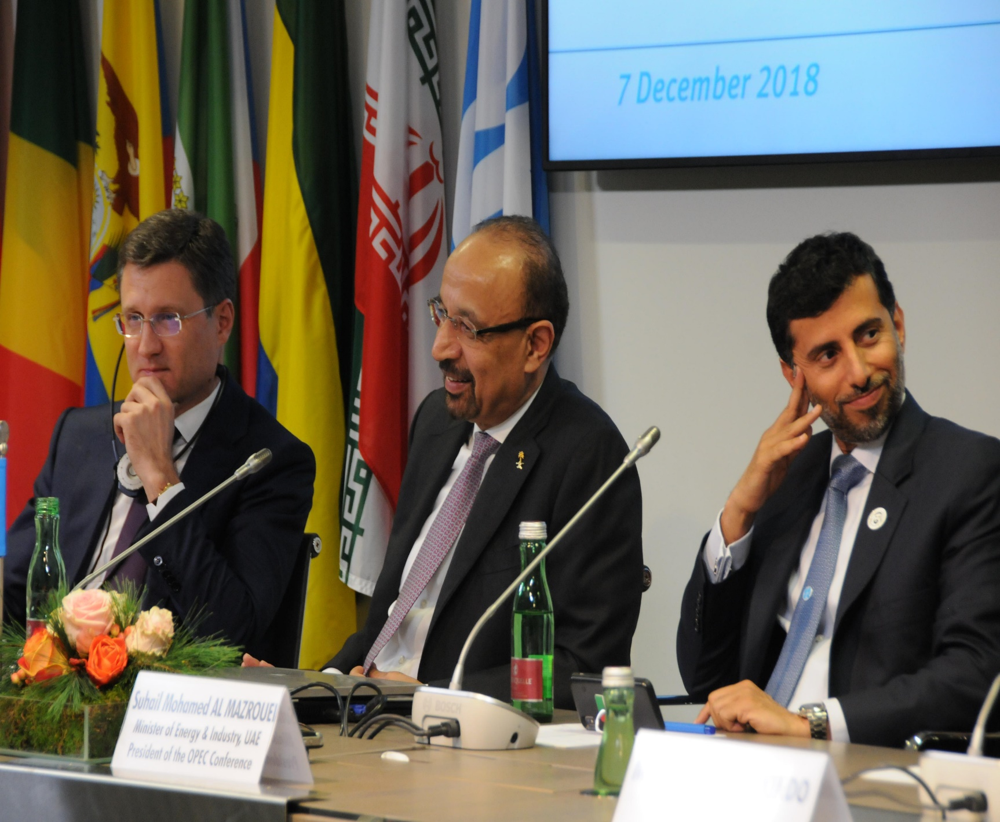 7 December 2018
Suhail Mohamed AL MAZROUEI
Minister of Energy & Industry, UAE
President of the OPEC Conference
BOSCH